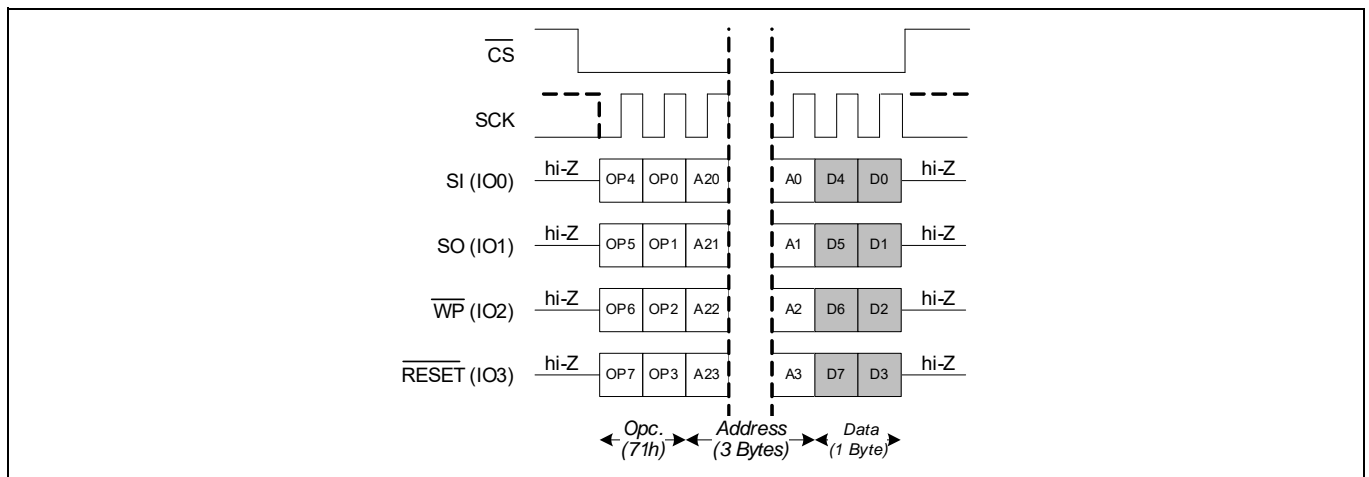 CS
SCK
SI (IO0) hi-Z OP4 OP0 A20 A0 D4 D0 hi-Z
SO (IO1) hi-Z OP5 OP1 A21 A1 D5 D1 hi-Z
WP (IO2) hi-Z OP6 OP2 A22 A2 D6 D2 hi-Z
RESET (IO3) hi-Z OP7 OP3 A23 A3 D7 D3 hi-Z
Opc. Address Data
(71h) (3 Bytes) (1 Byte)